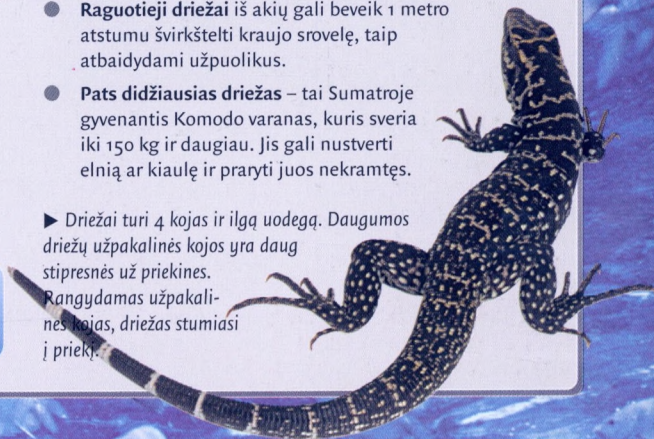 Raguotieji driežai iš akių gali beveik 1 metro
atstumu švirkštelti kraujo srovelę, taip
atbaidydami užpuolikus.
Pats didžiausias driežas – tai Sumatroje
gyvenantis Komodo varanas, kuris sveria
iki 150 kg ir daugiau. Jis gali nustverti
elnią ar kiaulę ir praryti juos nekramtęs.
▶ Driežai turi 4 kojas ir ilgą uodegą. Daugumos
driežų užpakalinės kojos yra daug
stipresnės už priekines.
Rangydamas užpakali-
nes kojas, driežas stumiasi
į priekį.